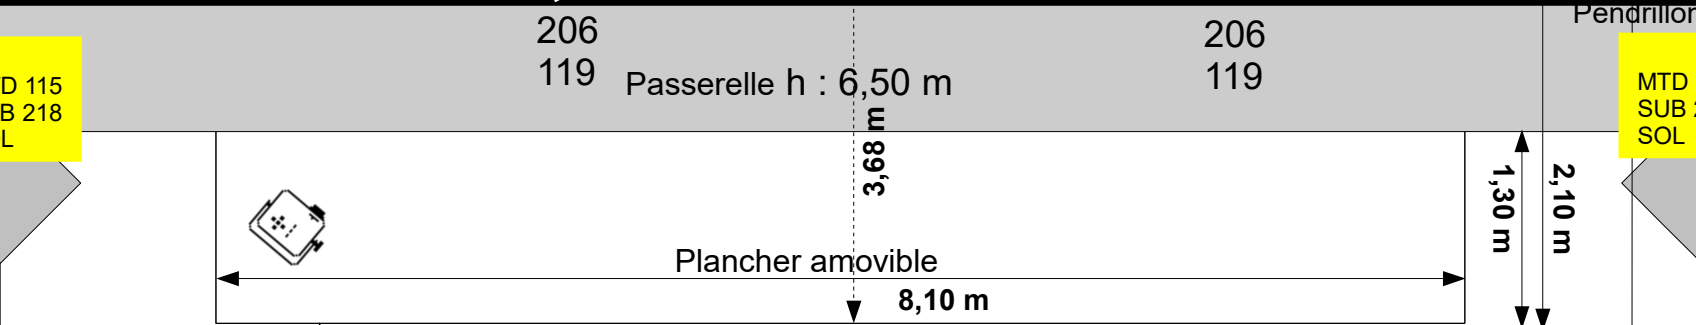 Pendrillon
206
119
206
119
Passerelle h : 6,50 m
D 115
B 218
L
MTD
SUB 2
SOL
3,68 m
1,30 m
2,10 m
Plancher amovible
8,10 m